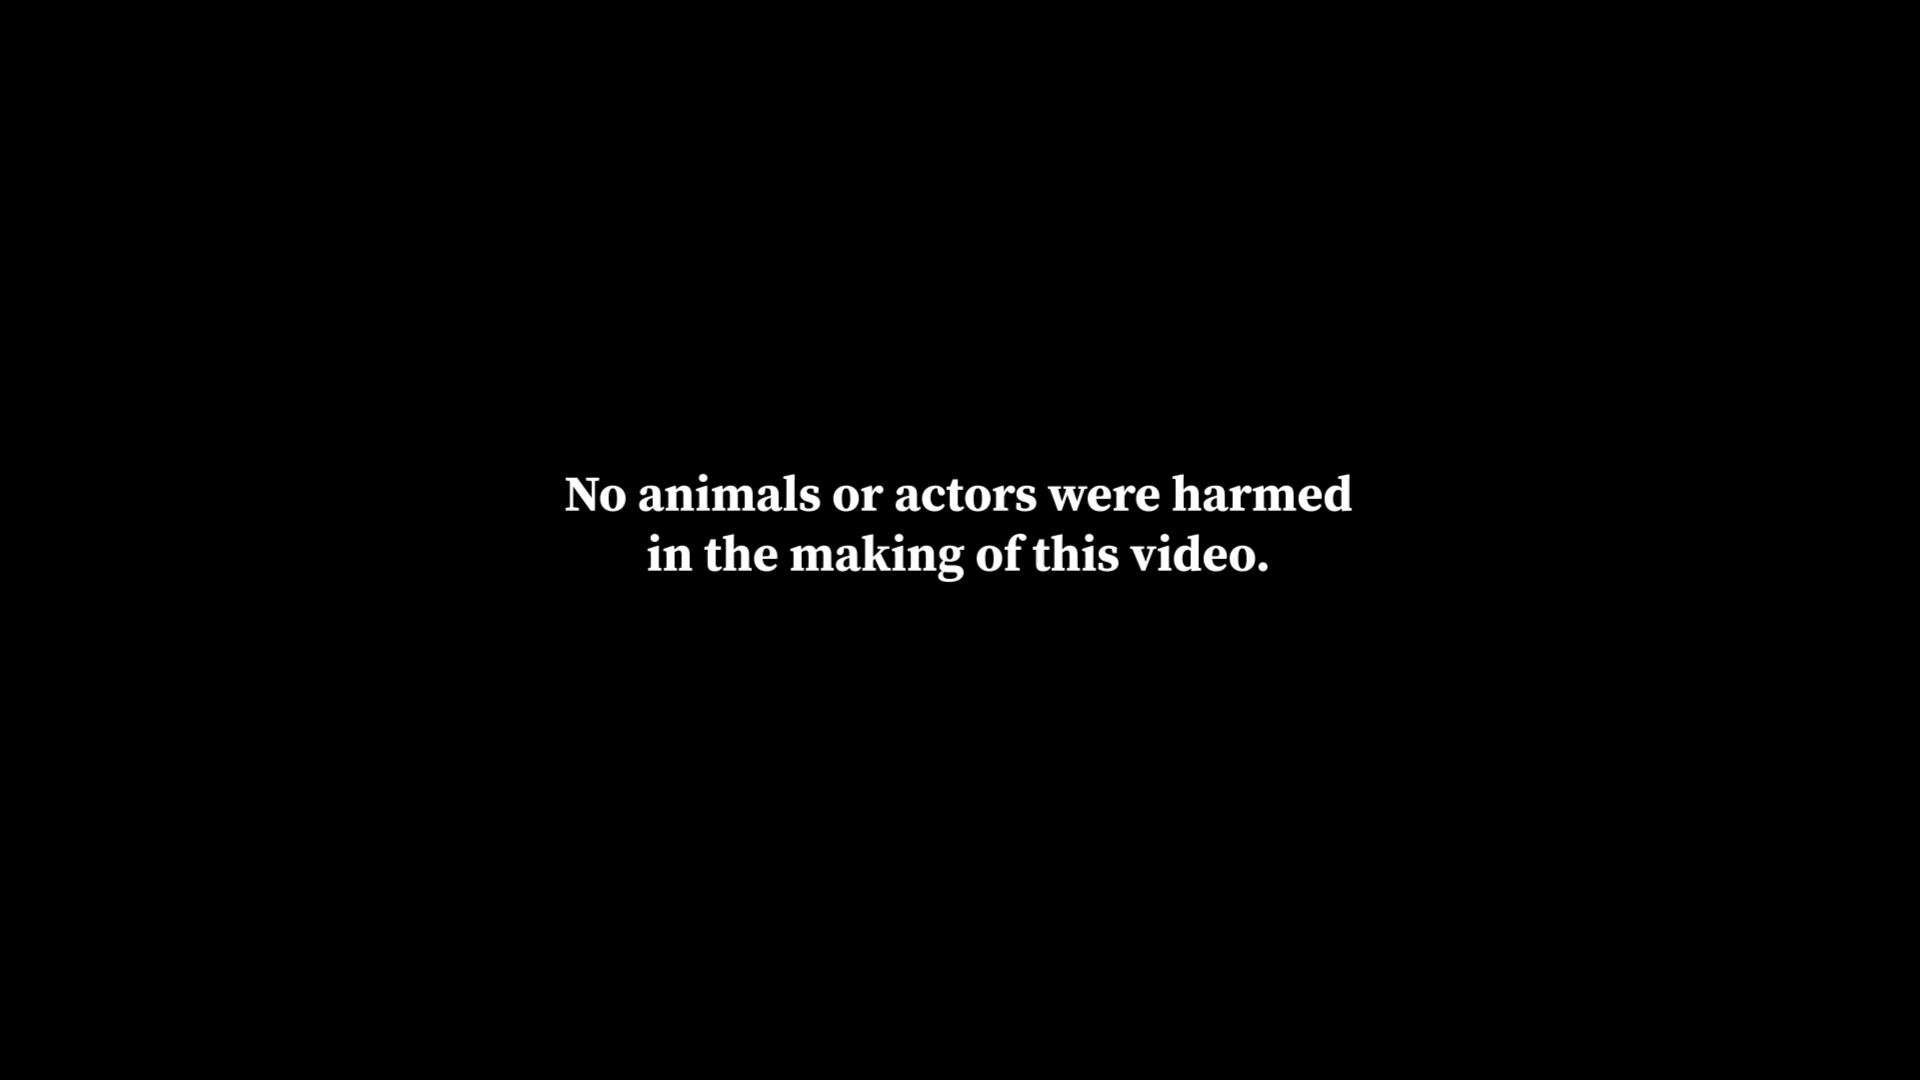 No animals or actors were harmed
in the making of this video.